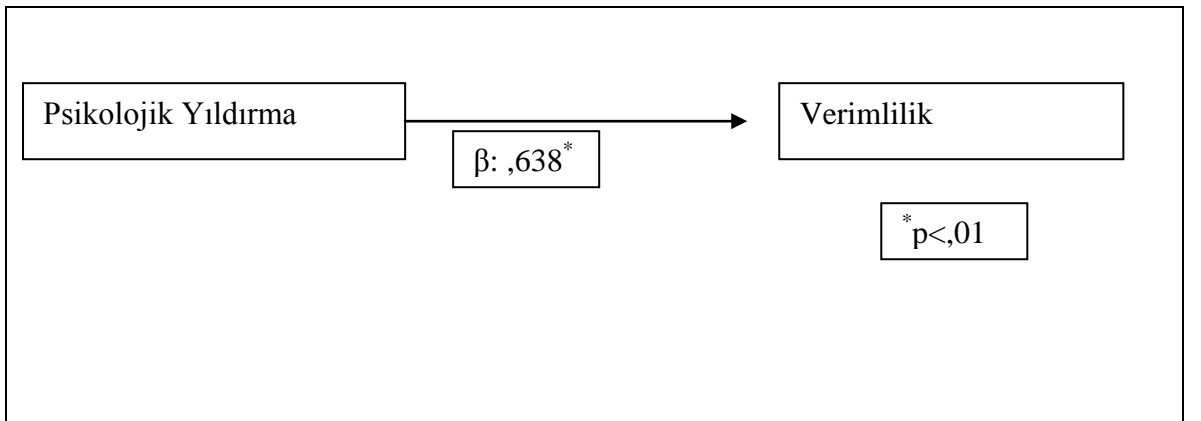 Psikolojik Yıldırma
Verimlilik
β: ,638*
*p<,01